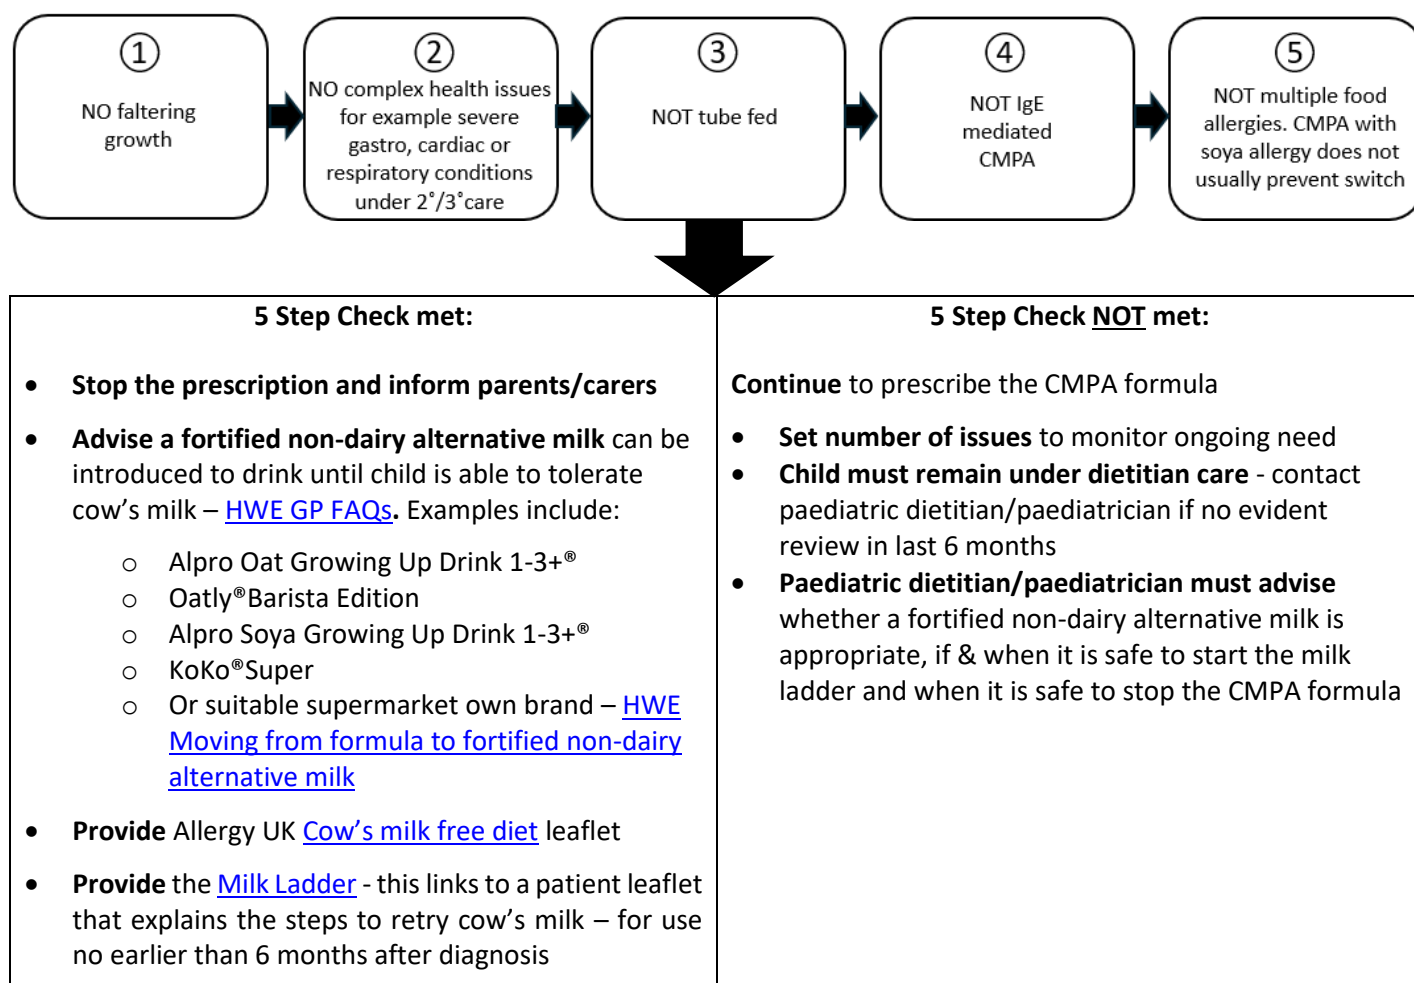 ①
NO faltering
growth
②
NO complex health issues
for example severe
gastro, cardiac or
respiratory conditions
under 2˚/3˚care
③
NOT tube fed
④
NOT IgE
mediated
CMPA
⑤
NOT multiple food
allergies. CMPA with
soya allergy does not
usually prevent switch
5 Step Check met:
• Stop the prescription and inform parents/carers
• Advise a fortified non-dairy alternative milk can be
introduced to drink until child is able to tolerate
cow’s milk – HWE GP FAQs. Examples include:
o Alpro Oat Growing Up Drink 1-3+®
o Oatly®Barista Edition
o Alpro Soya Growing Up Drink 1-3+®
o KoKo®Super
o Or suitable supermarket own brand – HWE
Moving from formula to fortified non-dairy
alternative milk
• Provide Allergy UK Cow’s milk free diet leaflet
• Provide the Milk Ladder - this links to a patient leaflet
that explains the steps to retry cow’s milk – for use
no earlier than 6 months after diagnosis
5 Step Check NOT met:
Continue to prescribe the CMPA formula
• Set number of issues to monitor ongoing need
• Child must remain under dietitian care - contact
paediatric dietitian/paediatrician if no evident
review in last 6 months
• Paediatric dietitian/paediatrician must advise
whether a fortified non-dairy alternative milk is
appropriate, if & when it is safe to start the milk
ladder and when it is safe to stop the CMPA formula